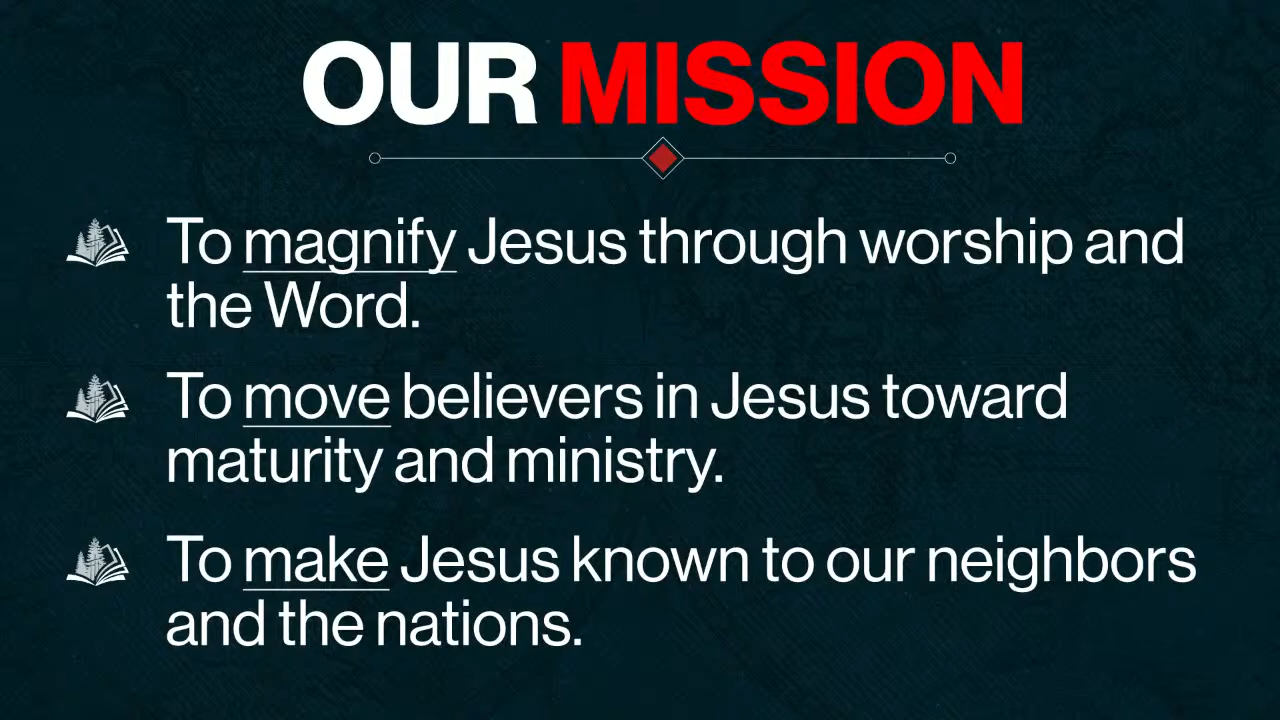 OUR MISSION
To magnify Jesus through worship and
the Word.
To move believers in Jesus toward
maturity and ministry.
To make Jesus known to our neighbors
and the nations.